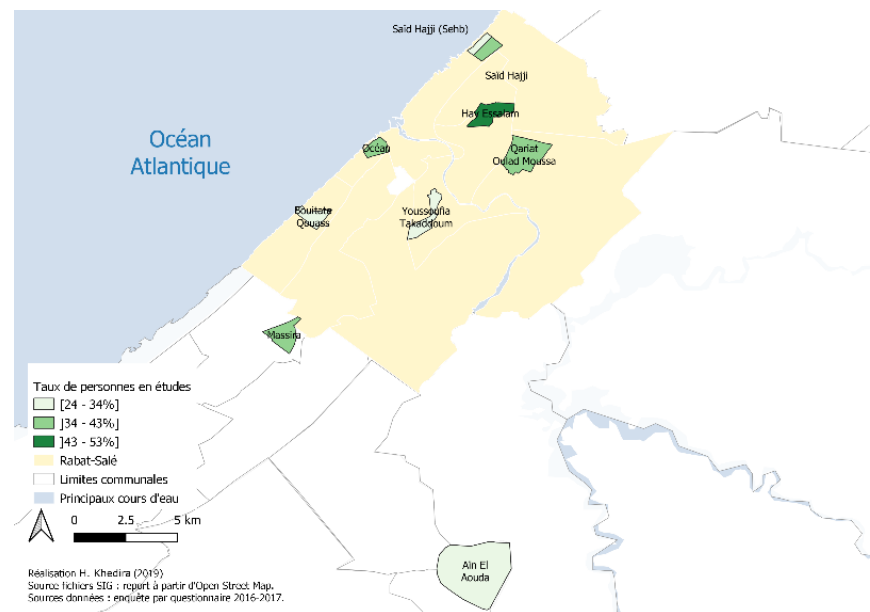 Saïd Hajji (Sehb)
Saïd Hajji
Hay Essalam
Océan
Atlantique
Océan
Qariat
Oulad Moussa
Bouitate
Qouass
Youssoufia
Takaddoum
Massira
Taux de personnes en études
[24 - 34%]
]34 - 43%]
]43 - 53%]
Rabat-Salé
Limites communales
Principaux cours d'eau
0 2.5 5 km
Aïn El
Aouda
Réalisation H. Khedira (2019)
Source fichiers SIG : report à partir d'Open Street Map.
Sources données : enquête par questionnaire 2016-2017.